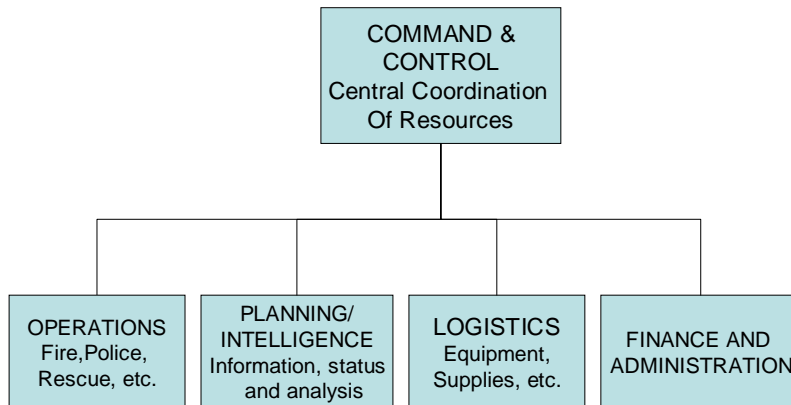 COMMAND &
CONTROL
Central Coordination
Of Resources
OPERATIONS
Fire,Police,
Rescue, etc.
PLANNING/
INTELLIGENCE
Information, status
and analysis
LOGISTICS
Equipment,
Supplies, etc.
FINANCE AND
ADMINISTRATION